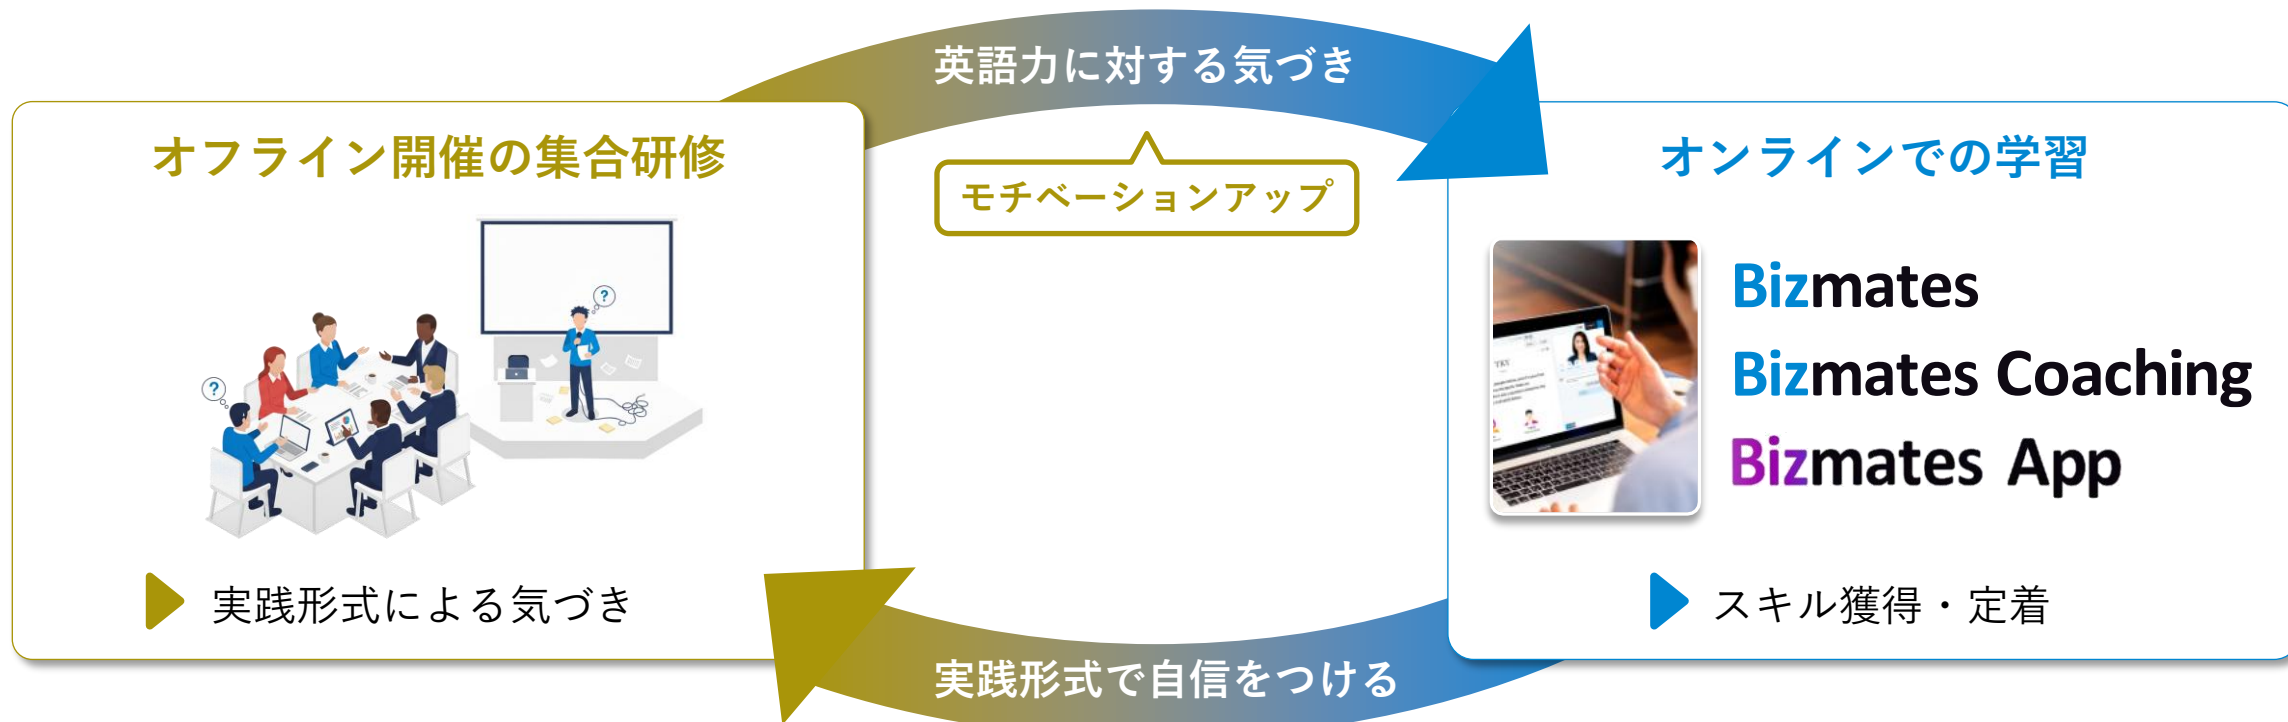 英語力に対する気づき
オフライン開催の集合研修
モチベーションアップ
オンラインでの学習
?
?
TRY
Bizmates
Bizmates Coaching
Bizmates App
実践形式による気づき
スキル獲得・定着
実践形式で自信をつける